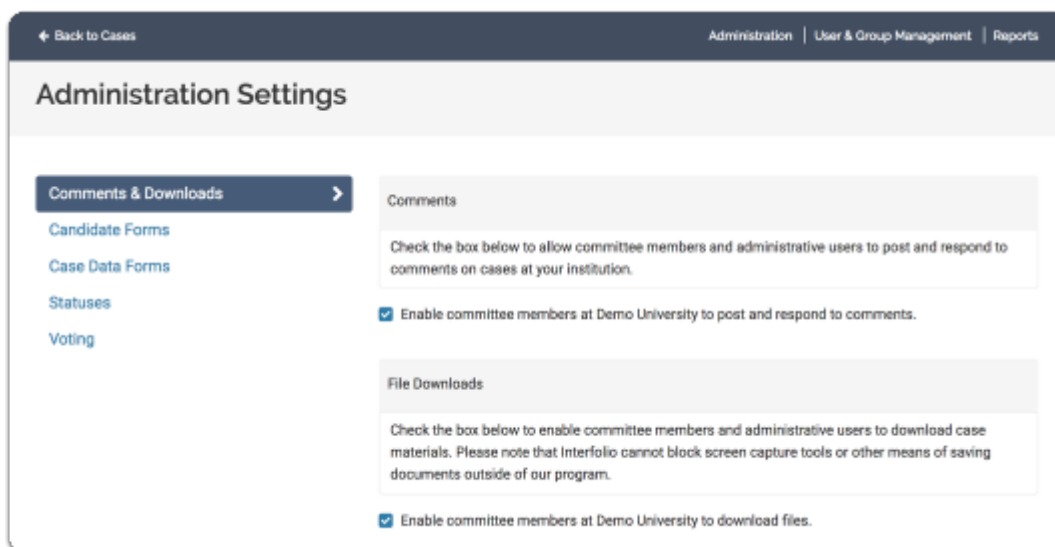 Back to Cases
Administration | User & Group Management | Reports
Administration Settings
Comments & Downloads
Candidate Forms
Case Data Forms
Statuses
Voting
Comments
Check the box below to allow committee members and administrative users to post and respond to
comments on cases at your institution.
Enable committee members at Demo University to post and respond to comments.
File Downloads
Check the box below to enable committee members and administrative users to download case
materials. Please note that Interfolio cannot block screen capture tools or other means of saving
documents outside of our program.
Enable committee members at Demo University to download files.